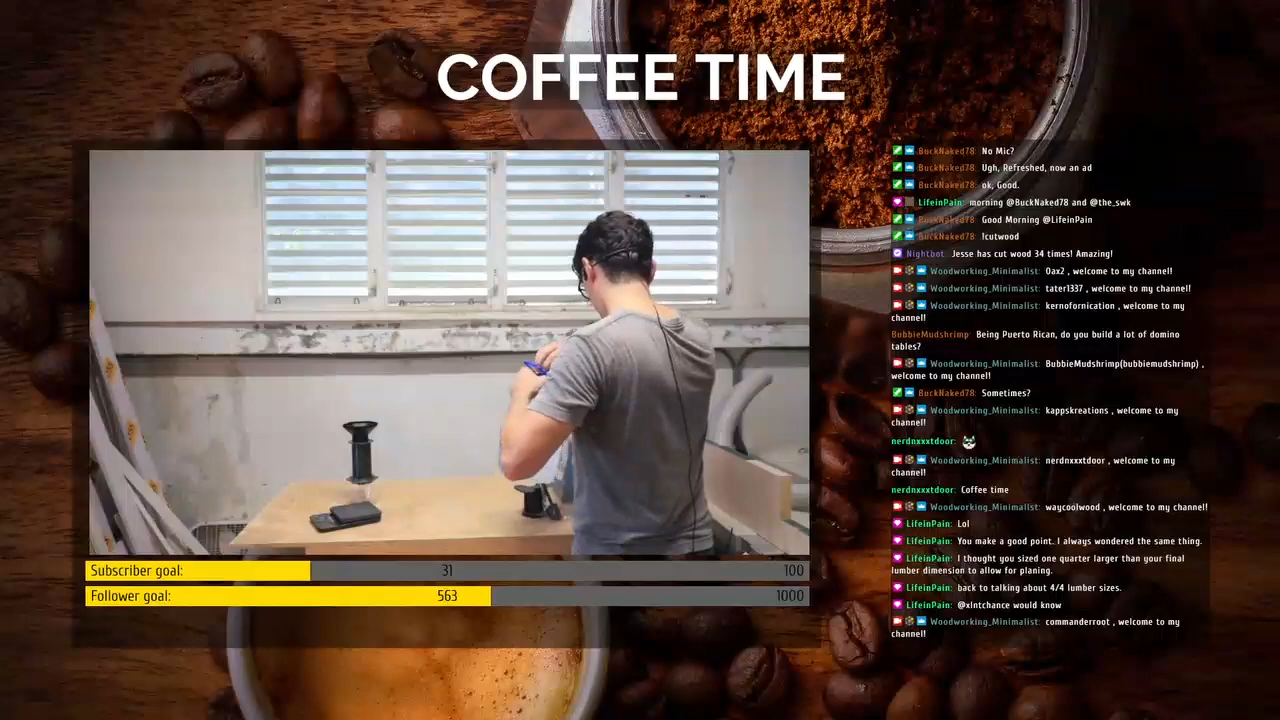 COFFEE TIME
BuckNaked78: No Mic?
BuckNaked78: Ugh, Refreshed, now an ad
BuckNaked78: ok, Good.
LifeinPain: morning @BuckNaked78 and @the_swk
BuckNaked78: Good Morning @LifeinPain
BuckNaked78: !cutwood
Nightbot: Jesse has cut wood 34 times! Amazing!
Woodworking_Minimalist: Oax2 , welcome to my channel!
Woodworking_Minimalist: tater1337 , welcome to my channel!
Woodworking_Minimalist: kernofornication , welcome to my
channel!
BubbieMudshrimp: Being Puerto Rican, do you build a lot of domino
tables?
Woodworking_Minimalist: BubbieMudshrimp(bubbiemudshrimp) ,
welcome to my channel!
BuckNaked78: Sometimes?
Woodworking_Minimalist: kappskreations , welcome to my
channel!
nerdnxxxtdoor:
Woodworking_Minimalist: nerdnxxxtdoor , welcome to my
channel!
nerdnxxxtdoor: Coffee time
Woodworking_Minimalist: waycoolwood , welcome to my channel!
LifeinPain: Lol
LifeinPain: You make a good point. I always wondered the same thing.
LifeinPain: I thought you sized one quarter larger than your final
lumber dimension to allow for planing.
LifeinPain: back to talking about 4/4 lumber sizes.
LifeinPain: @xlntchance would know
Woodworking_Minimalist: commanderroot , welcome to my
channel!
Subscriber goal: 31 100
Follower goal: 563 1000